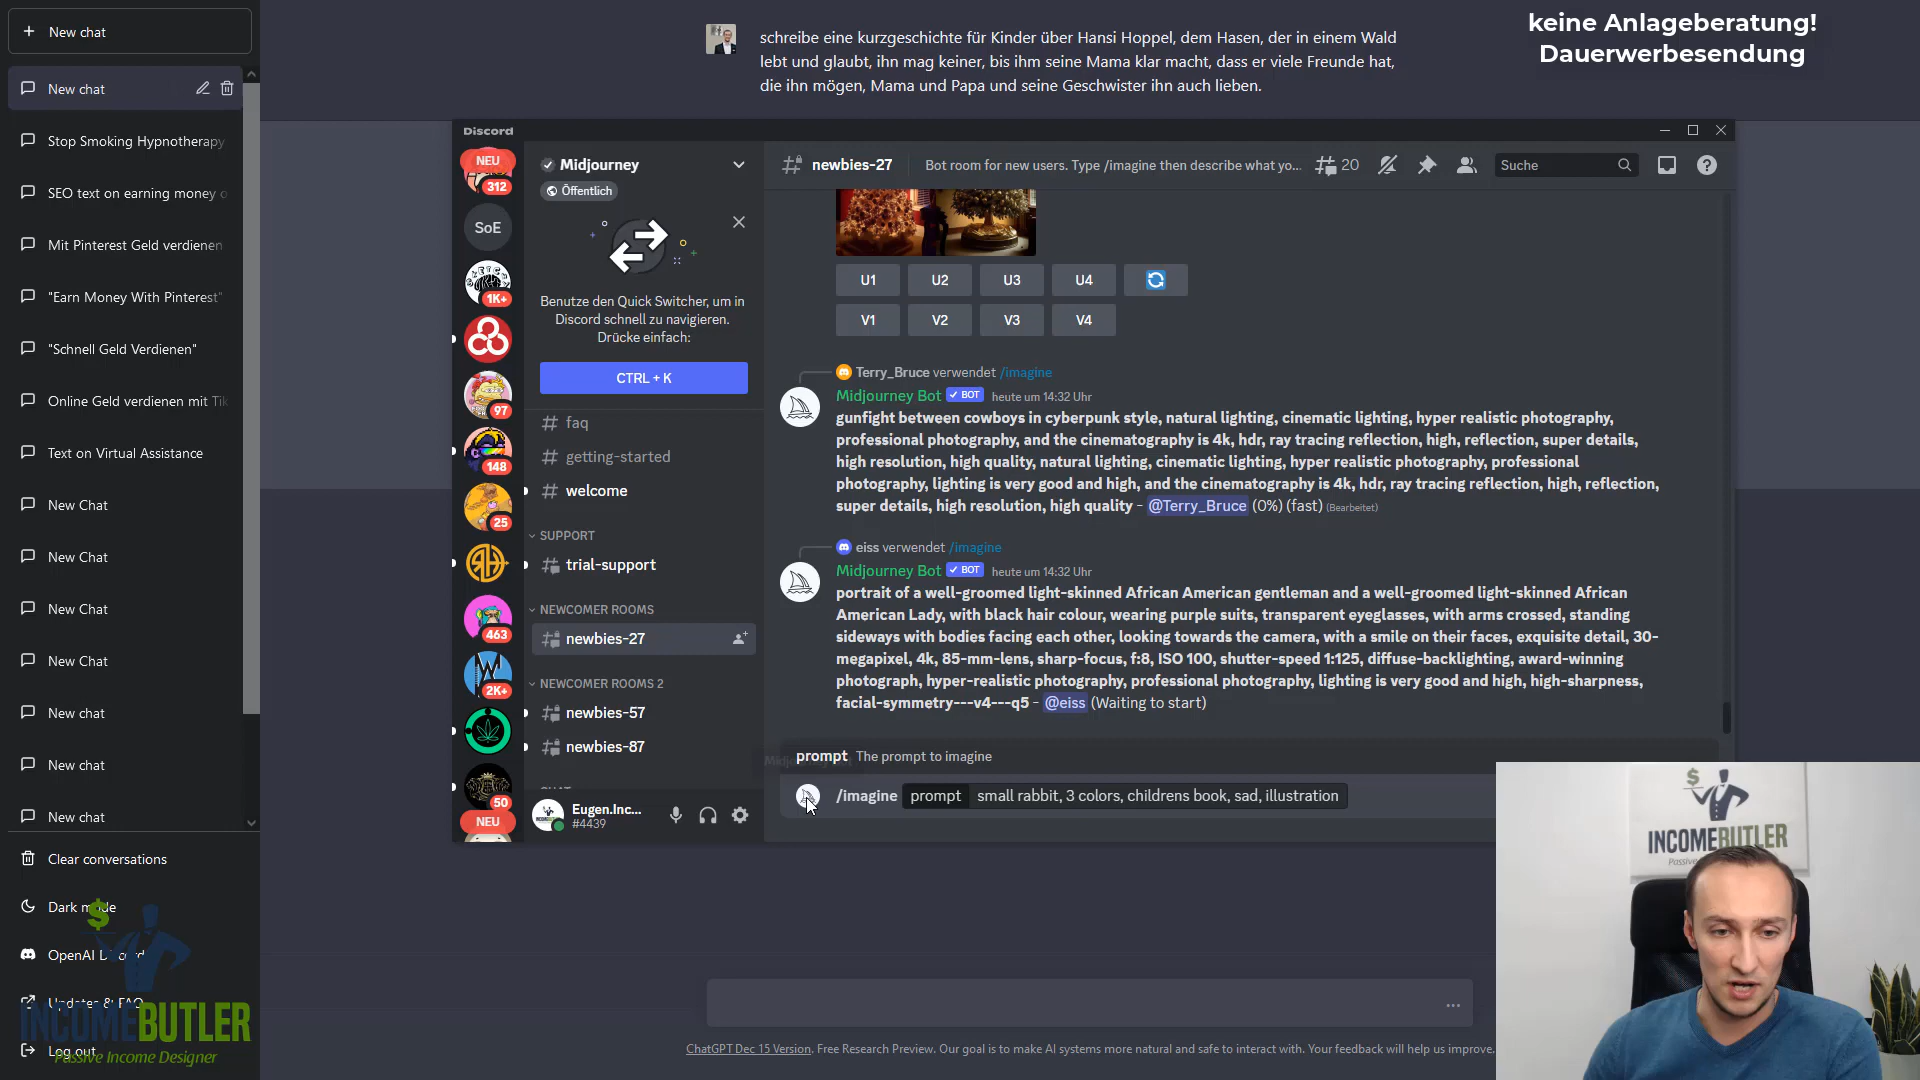 New chat
New chat
Stop Smoking Hypnotherapy
SEO text on earning money o
Mit Pinterest Geld verdienen
"Earn Money With Pinterest"
"Schnell Geld Verdienen"
Online Geld verdienen mit Tik
Text on Virtual Assistance
New Chat
New Chat
New Chat
New Chat
New chat
New chat
New chat
Clear conversations
Dark mode
OpenAI Discord
Updates & FAQ
Log out
INCOMEBUTLER
Passive Income Designer
schreibe eine kurzgeschichte für Kinder über Hansi Hoppel, dem Hasen, der in einem Wald
lebt und glaubt, ihn mag keiner, bis ihm seine Mama klar macht, dass er viele Freunde hat,
die ihn mögen, Mama und Papa und seine Geschwister ihn auch lieben.
keine Anlageberatung!
Dauerwerbesendung
Discord
NEU
312
SoE
1K+
97
148
25
463
2K+
50
NEU
Midjourney
Öffentlich
Benutze den Quick Switcher, um in
Discord schnell zu navigieren.
Drücke einfach:
CTRL + K
faq
getting-started
welcome
SUPPORT
trial-support
NEWCOMER ROOMS
newbies-27
NEWCOMER ROOMS 2
newbies-57
newbies-87
Eugen.Inc...
#4439
newbies-27
Bot room for new users. Type /imagine then describe what yo...
20
Suche
U1 U2 U3 U4
V1 V2 V3 V4
Terry_Bruce verwendet /imagine
Midjourney Bot ✓ BOT heute um 14:32 Uhr
gunfight between cowboys in cyberpunk style, natural lighting, cinematic lighting, hyper realistic photography,
professional photography, and the cinematography is 4k, hdr, ray tracing reflection, high, reflection, super details,
high resolution, high quality, natural lighting, cinematic lighting, hyper realistic photography, professional
photography, lighting is very good and high, and the cinematography is 4k, hdr, ray tracing reflection, high, reflection,
super details, high resolution, high quality - @Terry_Bruce (0%) (fast) (Bearbeitet)
eiss verwendet /imagine
Midjourney Bot ✓ BOT heute um 14:32 Uhr
portrait of a well-groomed light-skinned African American gentleman and a well-groomed light-skinned African
American Lady, with black hair colour, wearing purple suits, transparent eyeglasses, with arms crossed, standing
sideways with bodies facing each other, looking towards the camera, with a smile on their faces, exquisite detail, 30-
megapixel, 4k, 85-mm-lens, sharp-focus, f:8, ISO 100, shutter-speed 1:125, diffuse-backlighting, award-winning
photograph, hyper-realistic photography, professional photography, lighting is very good and high, high-sharpness,
facial-symmetry---v4---q5 - @eiss (Waiting to start)
prompt The prompt to imagine
/imagine prompt small rabbit, 3 colors, childrens book, sad, illustration
INCOMEBUTLER
ChatGPT Dec 15 Version. Free Research Preview. Our goal is to make AI systems more natural and safe to interact with. Your feedback will help us improve.